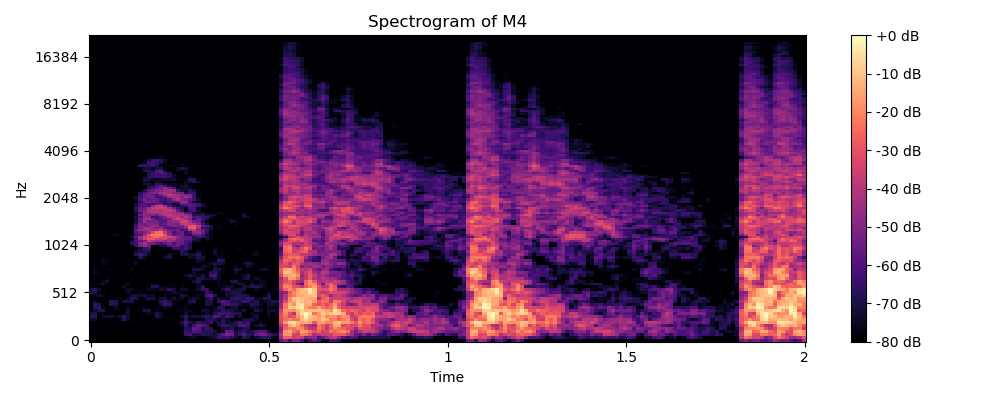 Spectrogram of M4
Hz
16384
8192
4096
2048
1024
512
0
0
0.5
1
1.5
2
Time
+0 dB
-10 dB
-20 dB
-30 dB
-40 dB
-50 dB
-60 dB
-70 dB
-80 dB